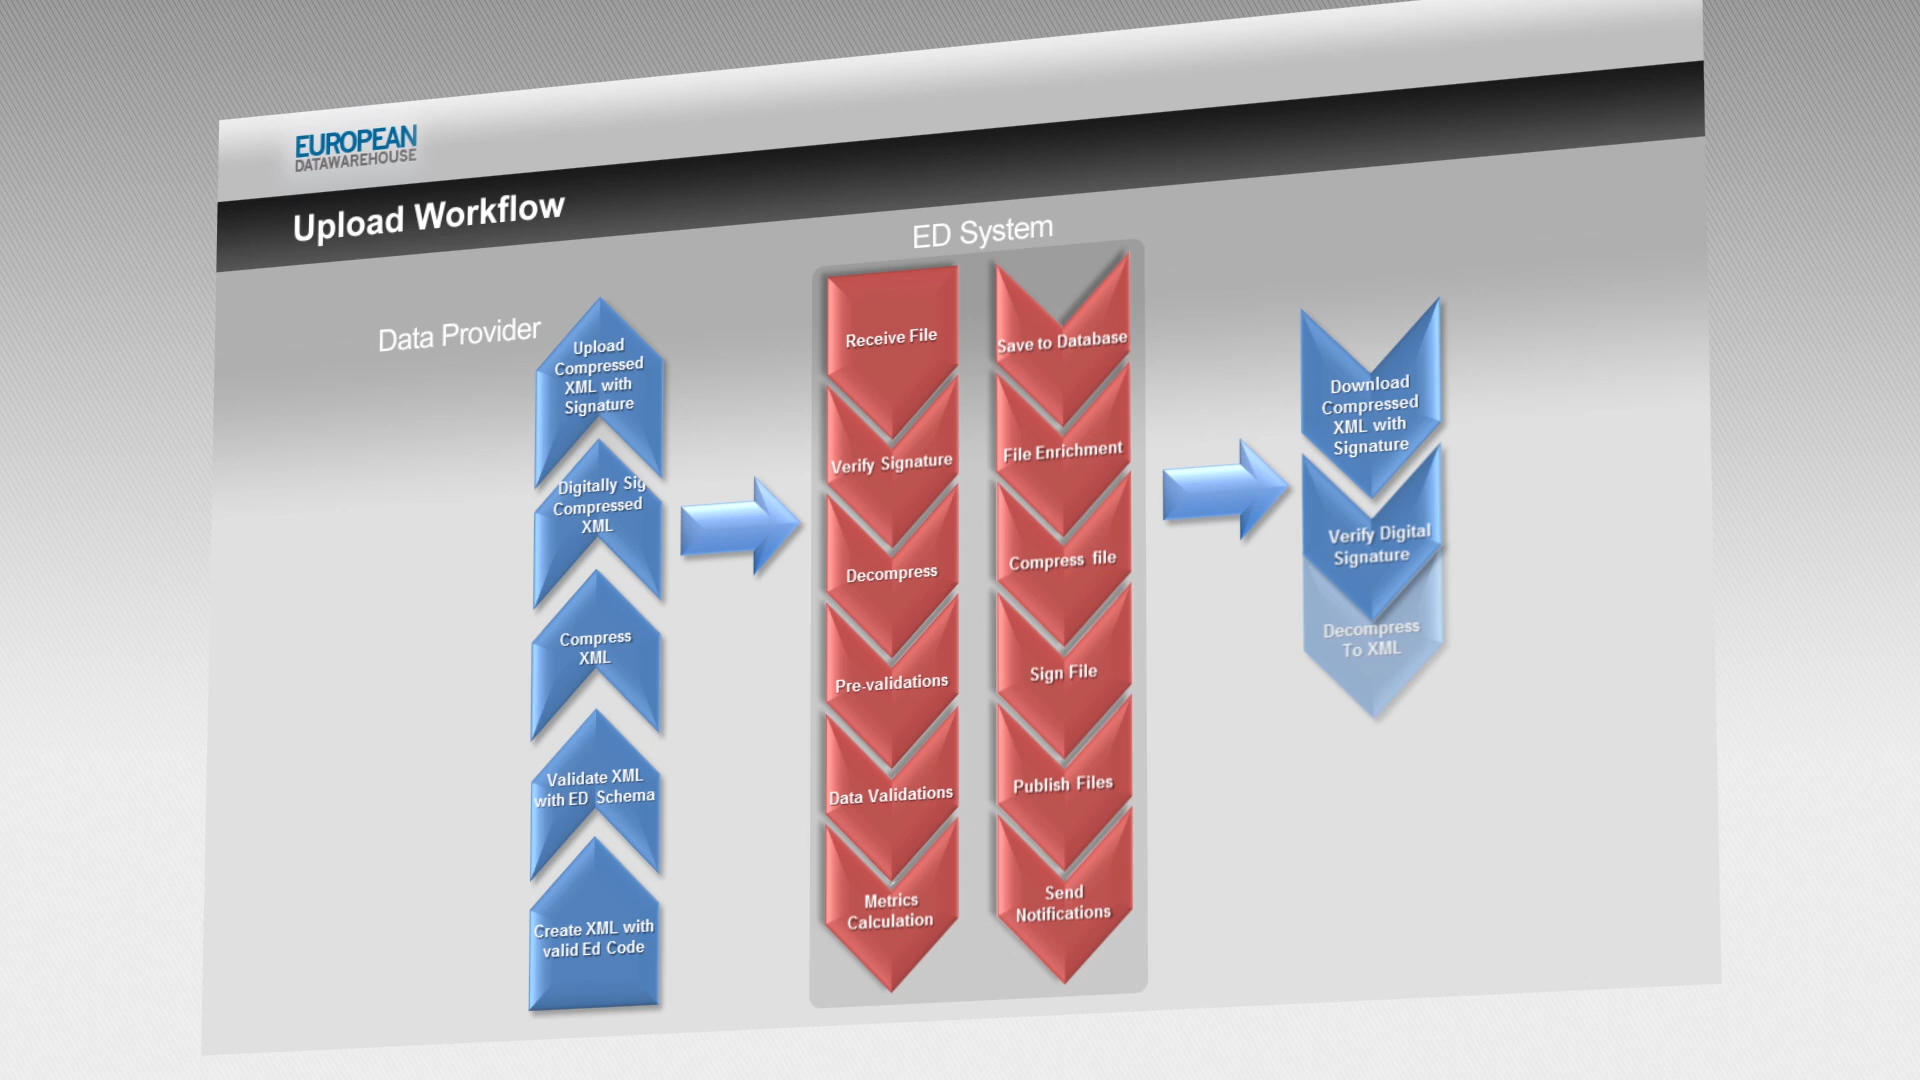 EUROPEAN
DATAWAREHOUSE
Upload Workflow
Data Provider
Upload
Compressed
XML with
Signature
Digitally Sig
Compressed
XML
Compress
XML
Validate XML
with ED Schema
Create XML with
valid Ed Code
ED System
Receive File
Verify Signature
Decompress
Pre-validations
Data Validations
Metrics
Calculation
Save to Database
File Enrichment
Compress file
Sign File
Publish Files
Send
Notifications
Download
Compressed
XML with
Signature
Verify Digital
Signature
Decompress
To XML